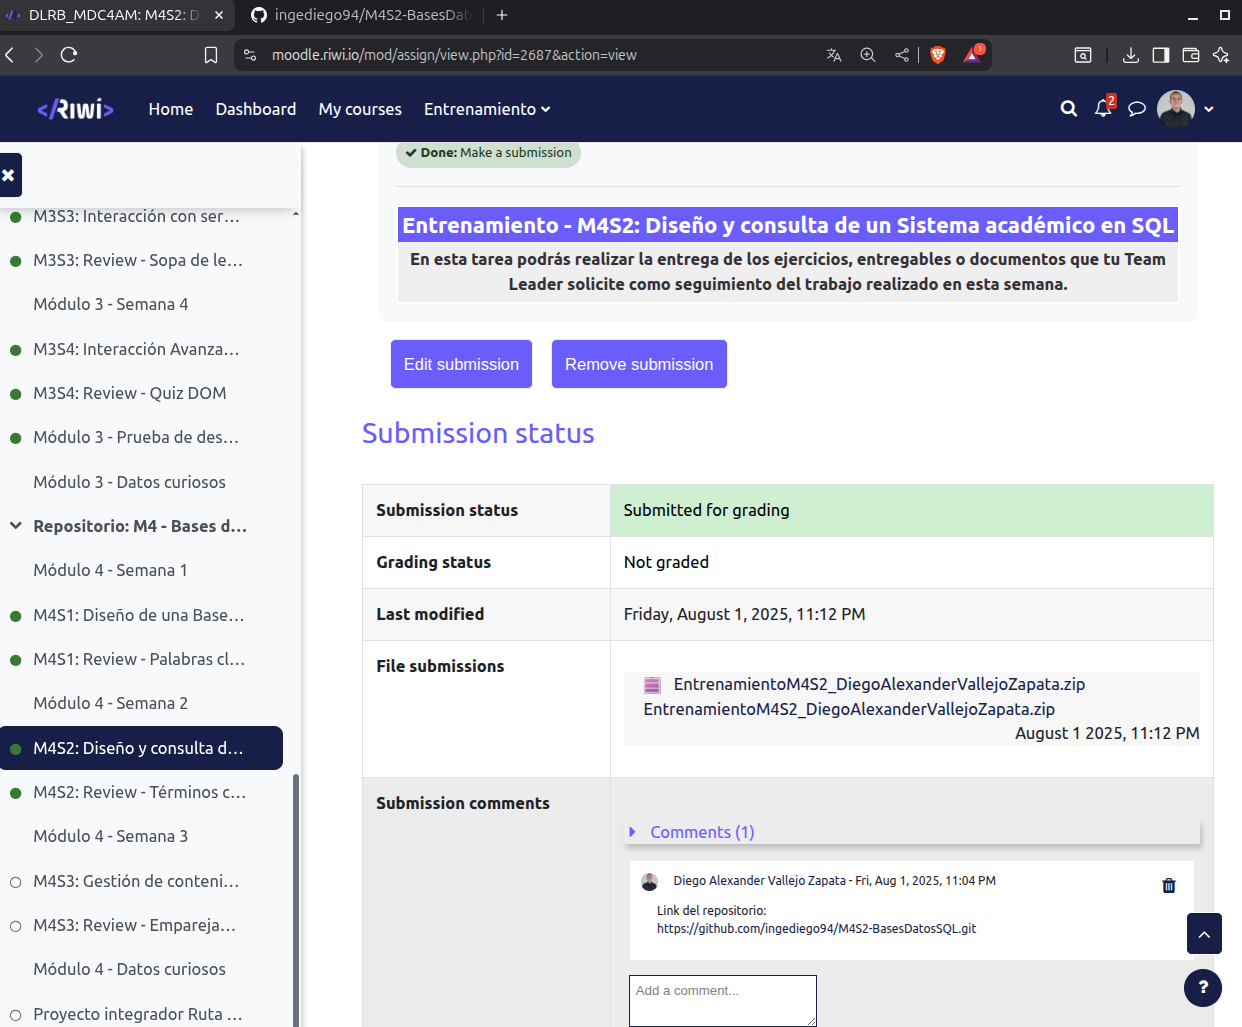 DLRB_MDC4AM: M4S2: D
ingediego94/M4S2-BasesDat
moodle.riwi.io/mod/assign/view.php?id=2687&action=view
1
</Riwi>
Home
Dashboard
My courses
Entrenamiento
2
M3S3: Interacción con ser...
M3S3: Review - Sopa de le...
Módulo 3 - Semana 4
M3S4: Interacción Avanza...
M3S4: Review - Quiz DOM
Módulo 3 - Prueba de des...
Módulo 3 - Datos curiosos
Repositorio: M4 - Bases d...
Módulo 4 - Semana 1
M4S1: Diseño de una Base...
M4S1: Review - Palabras cl...
Módulo 4 - Semana 2
M4S2: Diseño y consulta d...
M4S2: Review - Términos c...
Módulo 4 - Semana 3
M4S3: Gestión de conteni...
M4S3: Review - Empareja...
Módulo 4 - Datos curiosos
Proyecto integrador Ruta ...
Done: Make a submission
Entrenamiento - M4S2: Diseño y consulta de un Sistema académico en SQL
En esta tarea podrás realizar la entrega de los ejercicios, entregables o documentos que tu Team
Leader solicite como seguimiento del trabajo realizado en esta semana.
Edit submission
Remove submission
Submission status
Submission status
Submitted for grading
Grading status
Not graded
Last modified
Friday, August 1, 2025, 11:12 PM
File submissions
EntrenamientoM4S2_DiegoAlexanderVallejoZapata.zip
EntrenamientoM4S2_DiegoAlexanderVallejoZapata.zip
August 1 2025, 11:12 PM
Submission comments
Comments (1)
Diego Alexander Vallejo Zapata - Fri, Aug 1, 2025, 11:04 PM
Link del repositorio:
https://github.com/ingediego94/M4S2-BasesDatosSQL.git
Add a comment...
?